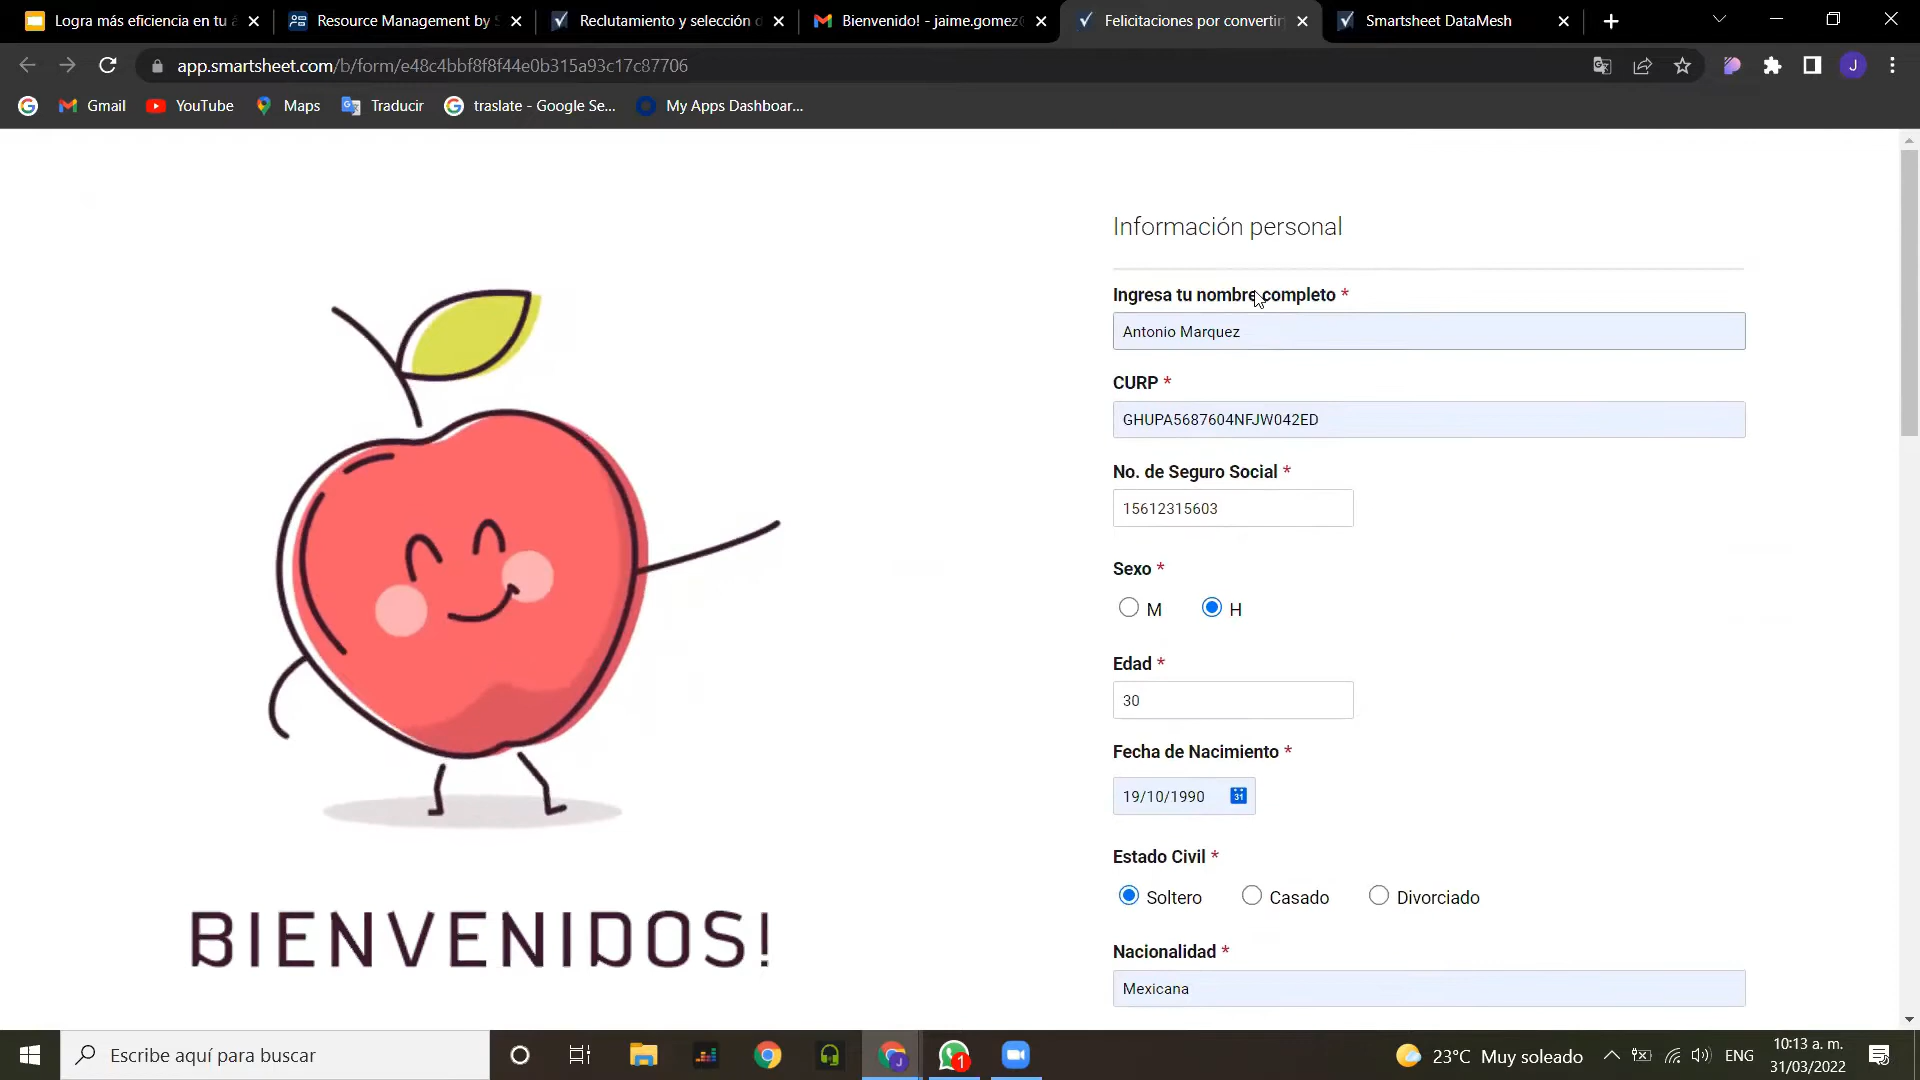 Logra más eficiencia en tu á
Resource Management by S
Reclutamiento y selección d
Bienvenido! - jaime.gomez@
Felicitaciones por convertir
Smartsheet DataMesh
app.smartsheet.com/b/form/e48c4bbf8f8f44e0b315a93c17c87706
J
Gmail
YouTube
Maps
Traducir
traslate - Google Se...
My Apps Dashboar...
Información personal
Ingresa tu nombre completo *
Antonio Marquez
CURP *
GHUPA5687604NFJW042ED
No. de Seguro Social *
15612315603
Sexo *
M
H
Edad *
30
Fecha de Nacimiento *
19/10/1990
31
Estado Civil *
Soltero
Casado
Divorciado
Nacionalidad *
Mexicana
BIENVENIDOS!
Escribe aquí para buscar
J
1
23°C Muy soleado
ENG
10:13 a. m.
31/03/2022